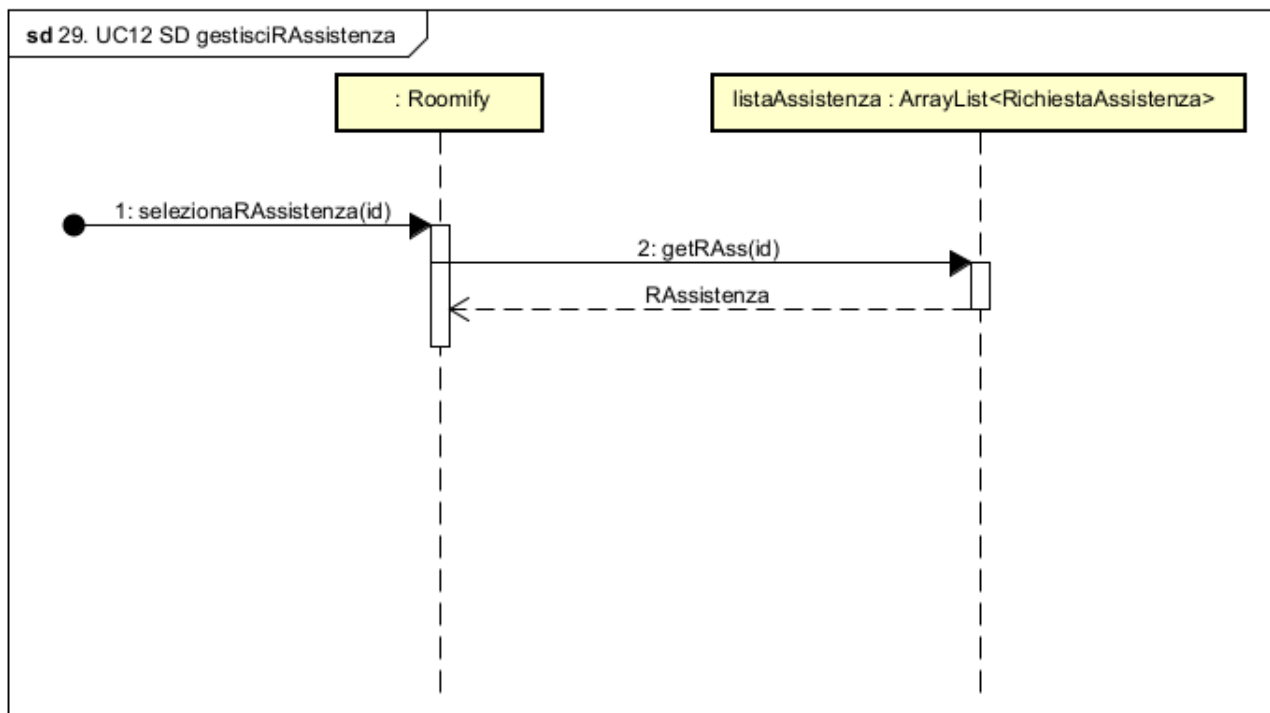 sd 29. UC12 SD gestisciRAssistenza
: Roomify
listaAssistenza : ArrayList<RichiestaAssistenza>
1: selezionaRAssistenza(id)
2: getRAss(id)
RAssistenza